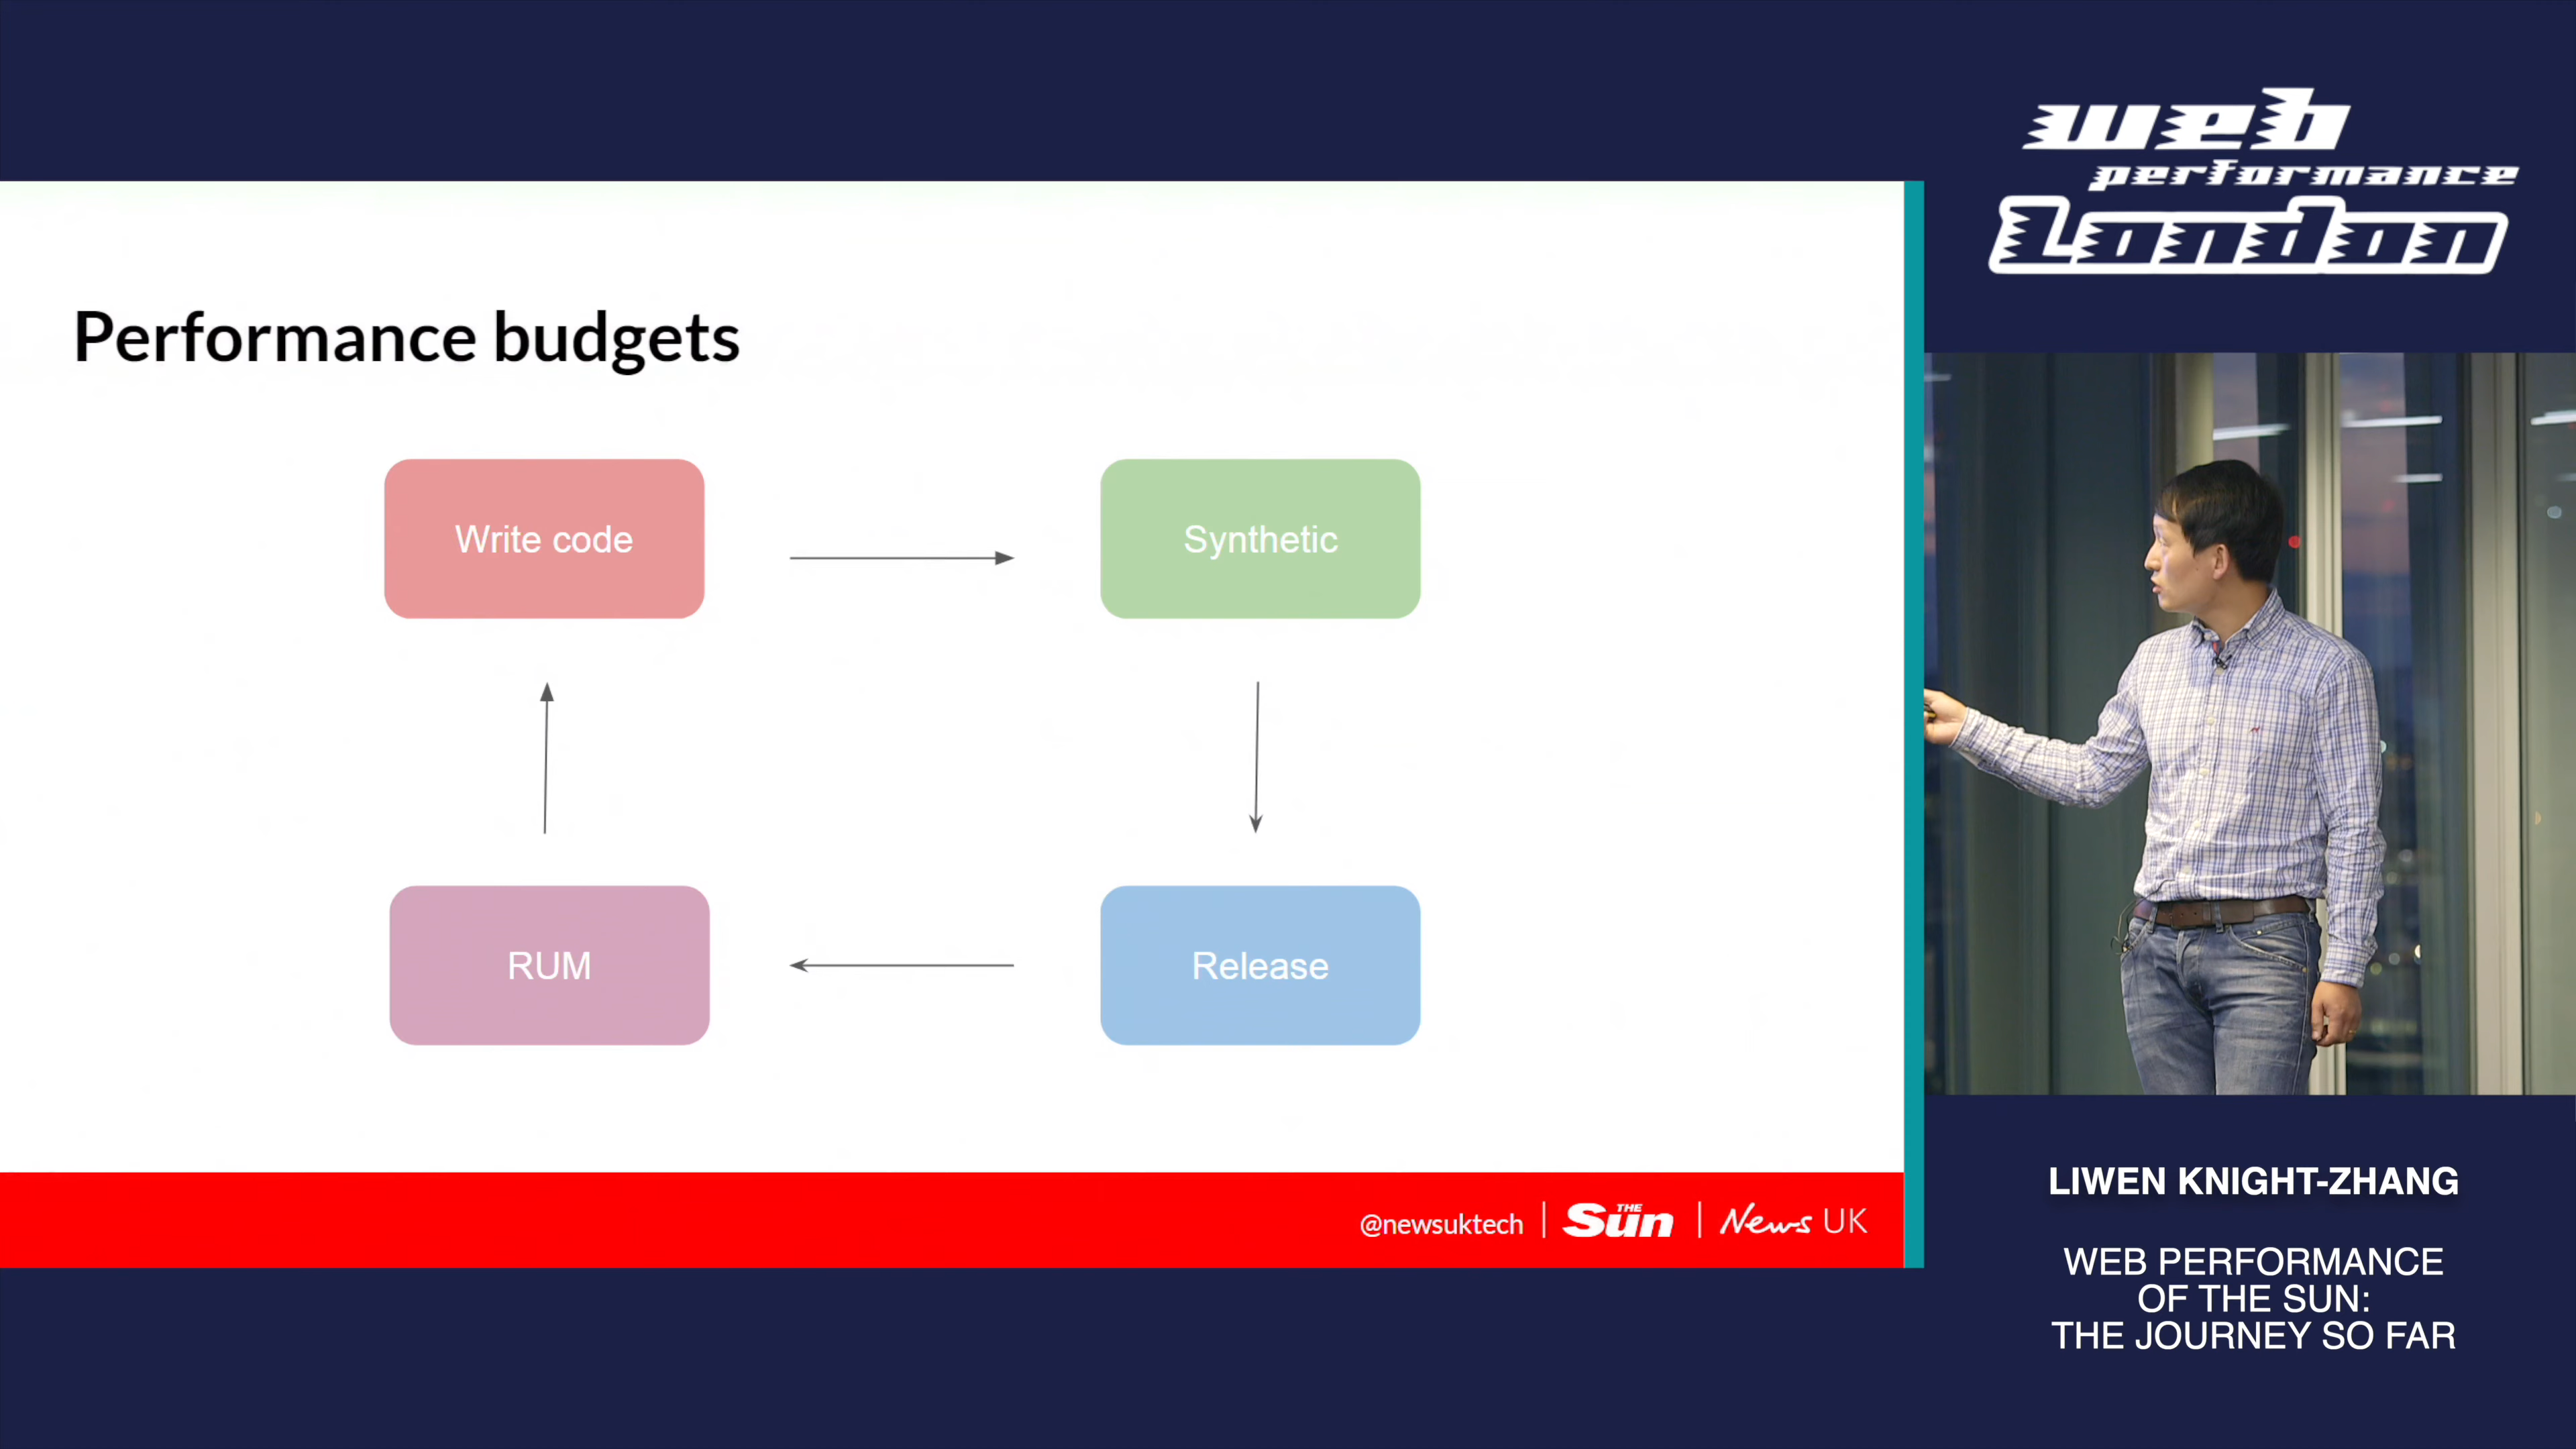 web
performance
London
Performance budgets
Write code
Synthetic
RUM
Release
@newsuktech
THE
Sun
News UK
LIWEN KNIGHT-ZHANG
WEB PERFORMANCE
OF THE SUN:
THE JOURNEY SO FAR